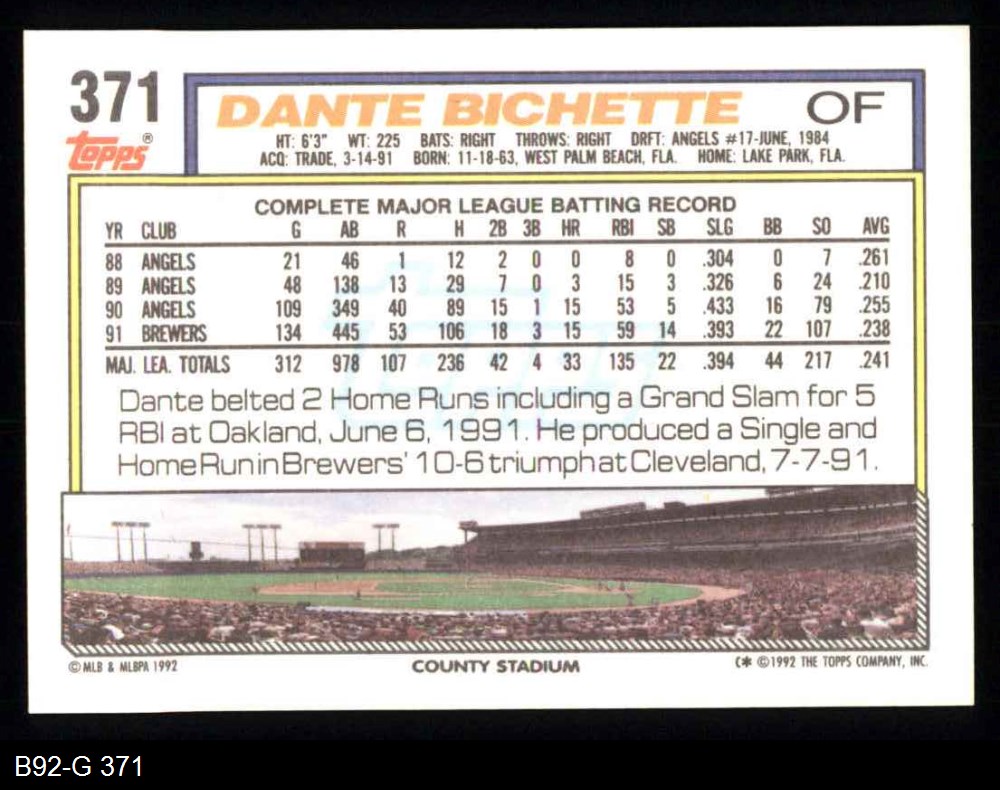 371
DANTE BICHETTE OF
topps®
HT: 6'3" WT: 225 BATS: RIGHT THROWS: RIGHT DRFT: ANGELS #17-JUNE, 1984
ACQ: TRADE, 3-14-91 BORN: 11-18-63, WEST PALM BEACH, FLA. HOME: LAKE PARK, FLA.
COMPLETE MAJOR LEAGUE BATTING RECORD
YR CLUB G AB R H 2B 3B HR RBI SB SLG BB SO AVG
88 ANGELS 21 46 1 12 2 0 0 8 0 .304 0 7 .261
89 ANGELS 48 138 13 29 7 0 3 15 3 .326 6 24 .210
90 ANGELS 109 349 40 89 15 1 15 53 5 .433 16 79 .255
91 BREWERS 134 445 53 106 18 3 15 59 14 .393 22 107 .238
MAJ. LEA. TOTALS 312 978 107 236 42 4 33 135 22 .394 44 217 .241
Dante belted 2 Home Runs including a Grand Slam for 5
RBI at Oakland, June 6, 1991. He produced a Single and
Home Run in Brewers' 10-6 triumph at Cleveland, 7-7-91.
© MLB & MLBPA 1992 COUNTY STADIUM (* © 1992 THE TOPPS COMPANY, INC.
B92-G 371